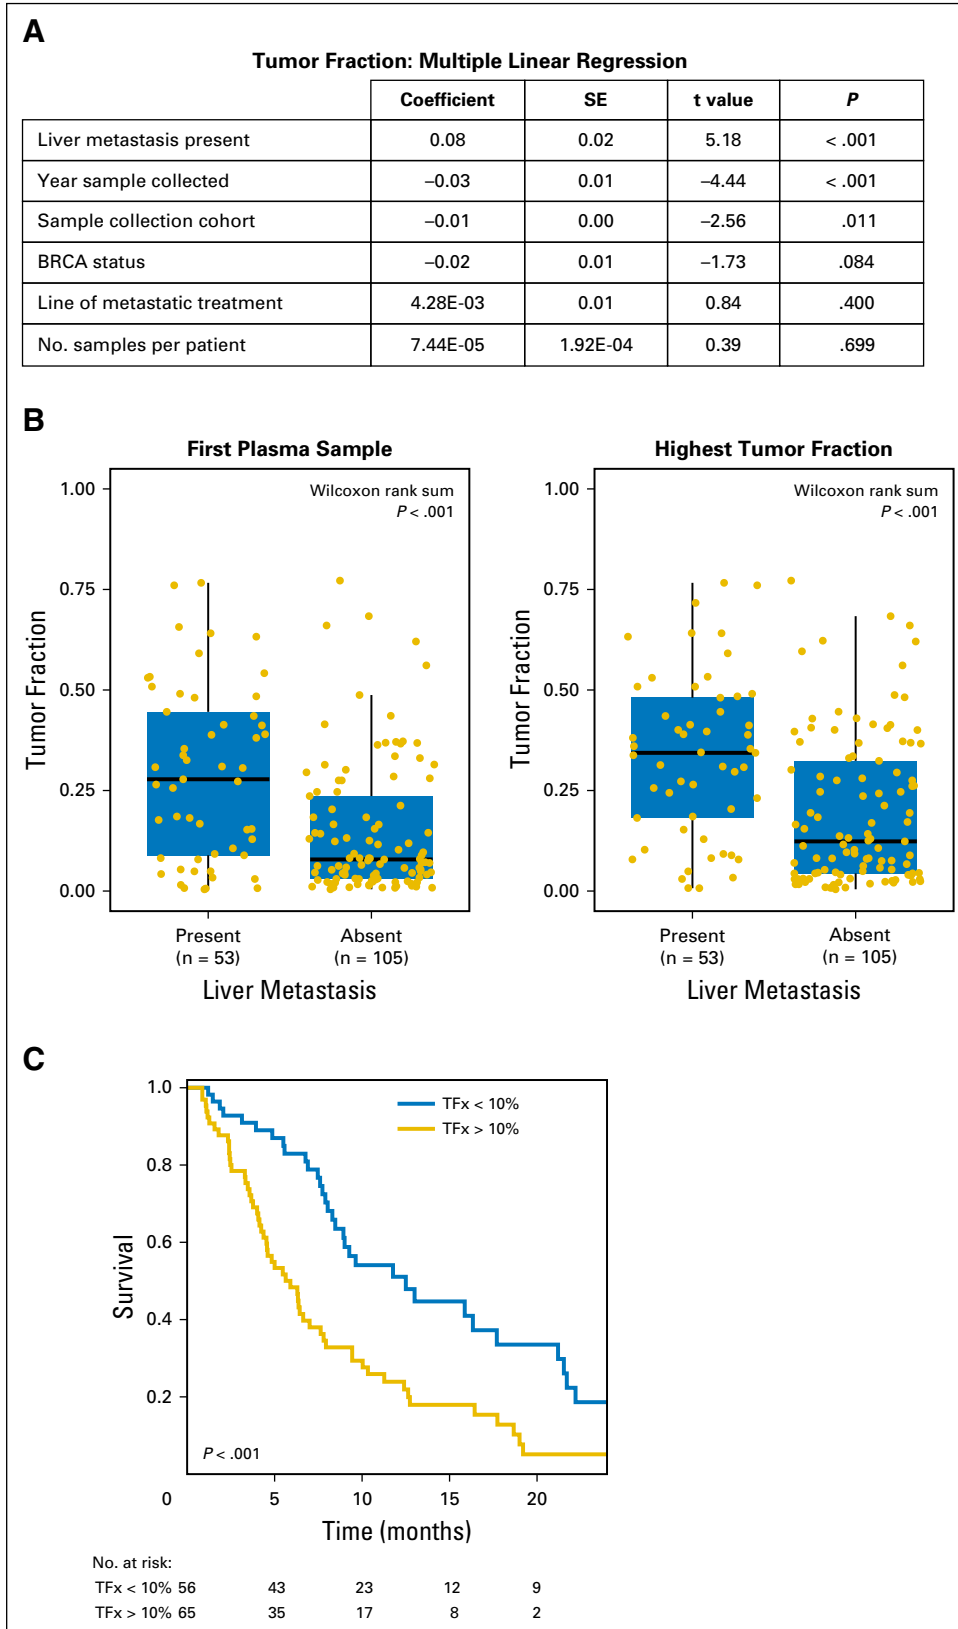 A
Tumor Fraction: Multiple Linear Regression
Coefficient SE t value P
Liver metastasis present 0.08 0.02 5.18 < .001
Year sample collected –0.03 0.01 –4.44 < .001
Sample collection cohort –0.01 0.00 –2.56 .011
BRCA status –0.02 0.01 –1.73 .084
Line of metastatic treatment 4.28E-03 0.01 0.84 .400
No. samples per patient 7.44E-05 1.92E-04 0.39 .699
B
First Plasma Sample
Wilcoxon rank sum
P < .001
1.00
0.75
0.50
0.25
0.00
Tumor Fraction
Present
(n = 53)
Absent
(n = 105)
Liver Metastasis
Highest Tumor Fraction
Wilcoxon rank sum
P < .001
1.00
0.75
0.50
0.25
0.00
Tumor Fraction
Present
(n = 53)
Absent
(n = 105)
Liver Metastasis
C
TFx < 10%
TFx > 10%
1.0
0.8
0.6
0.4
0.2
Survival
P < .001
0 5 10 15 20
Time (months)
No. at risk:
TFx < 10% 56 43 23 12 9
TFx > 10% 65 35 17 8 2